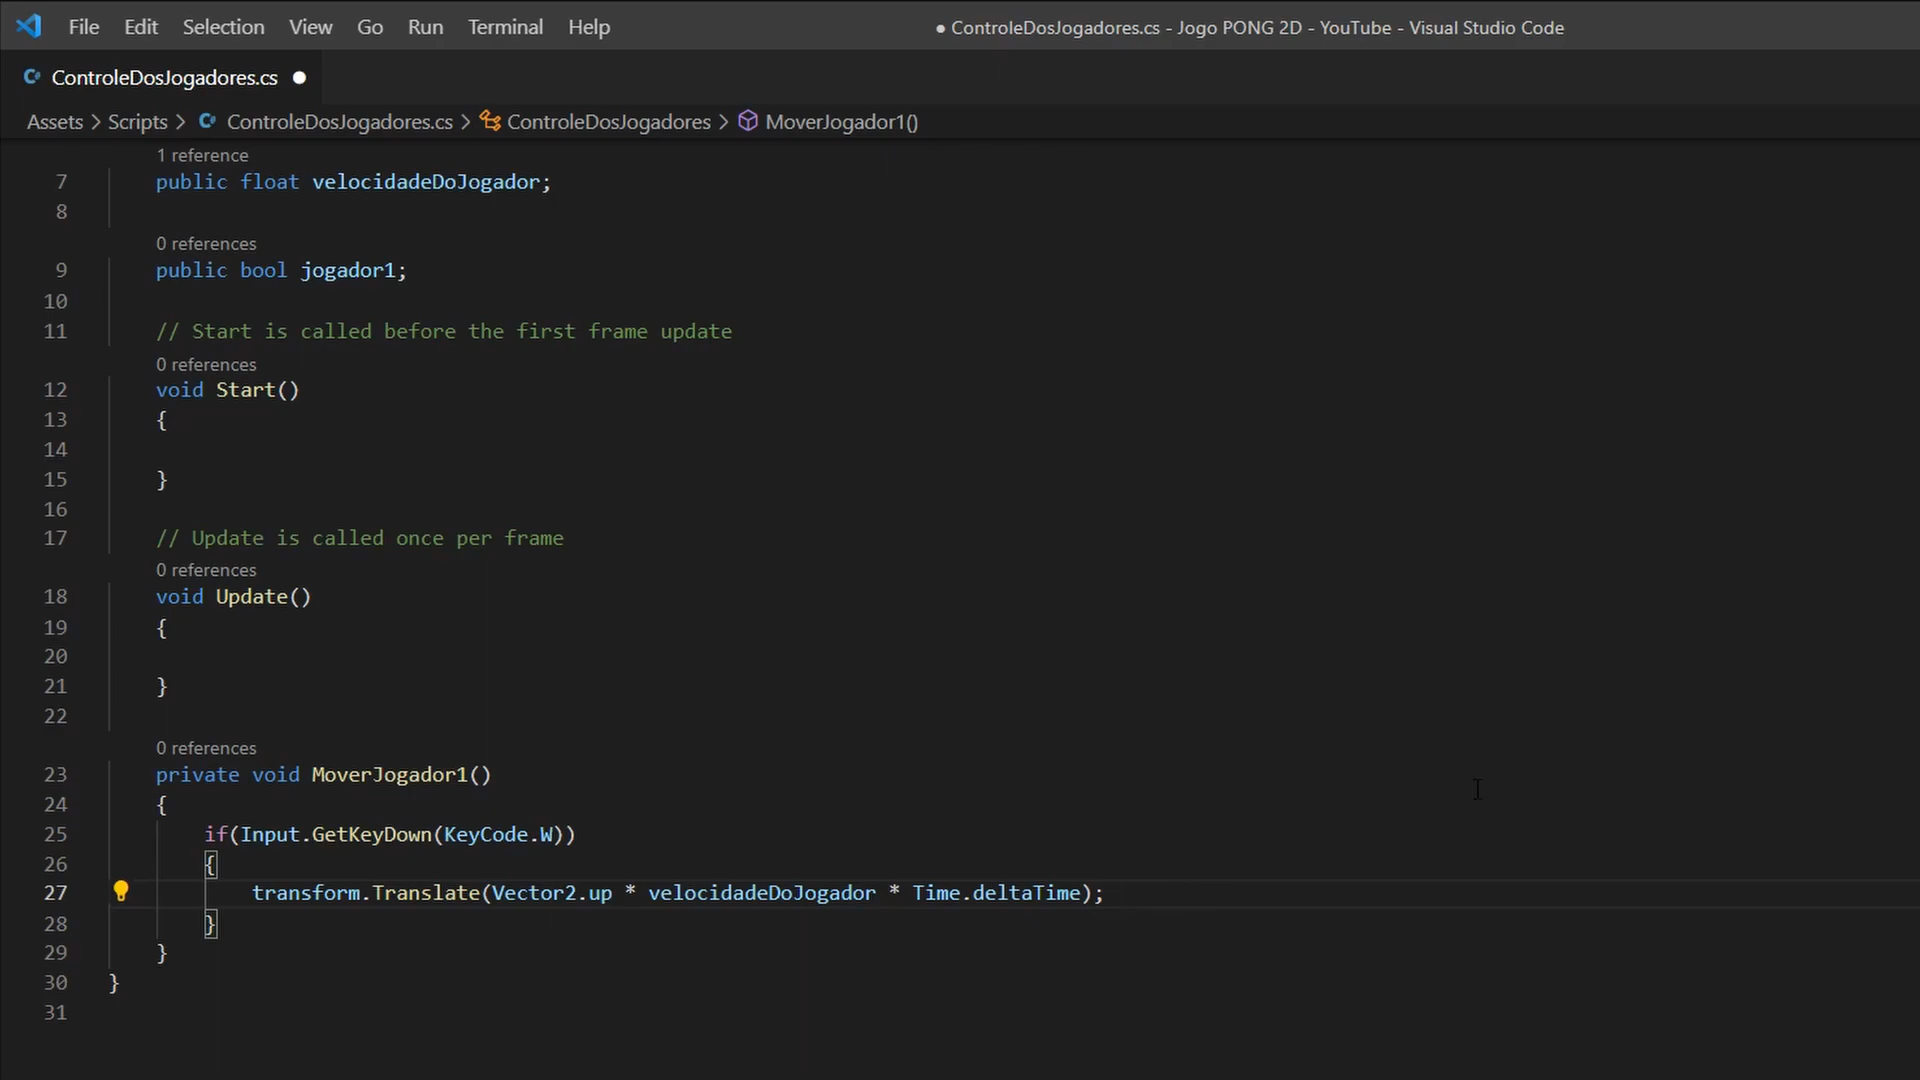 File Edit Selection View Go Run Terminal Help ● ControleDosJogadores.cs - Jogo PONG 2D - YouTube - Visual Studio Code
ControleDosJogadores.cs ●
Assets > Scripts > ControleDosJogadores.cs > ControleDosJogadores > MoverJogador1()
1 reference
7 public float velocidadeDoJogador;
8
0 references
9 public bool jogador1;
10
11 // Start is called before the first frame update
0 references
12 void Start()
13 {
14
15 }
16
17 // Update is called once per frame
0 references
18 void Update()
19 {
20
21 }
22
0 references
23 private void MoverJogador1()
24 {
25 if(Input.GetKeyDown(KeyCode.W))
26 {
27 transform.Translate(Vector2.up * velocidadeDoJogador * Time.deltaTime);
28 }
29 }
30 }
31